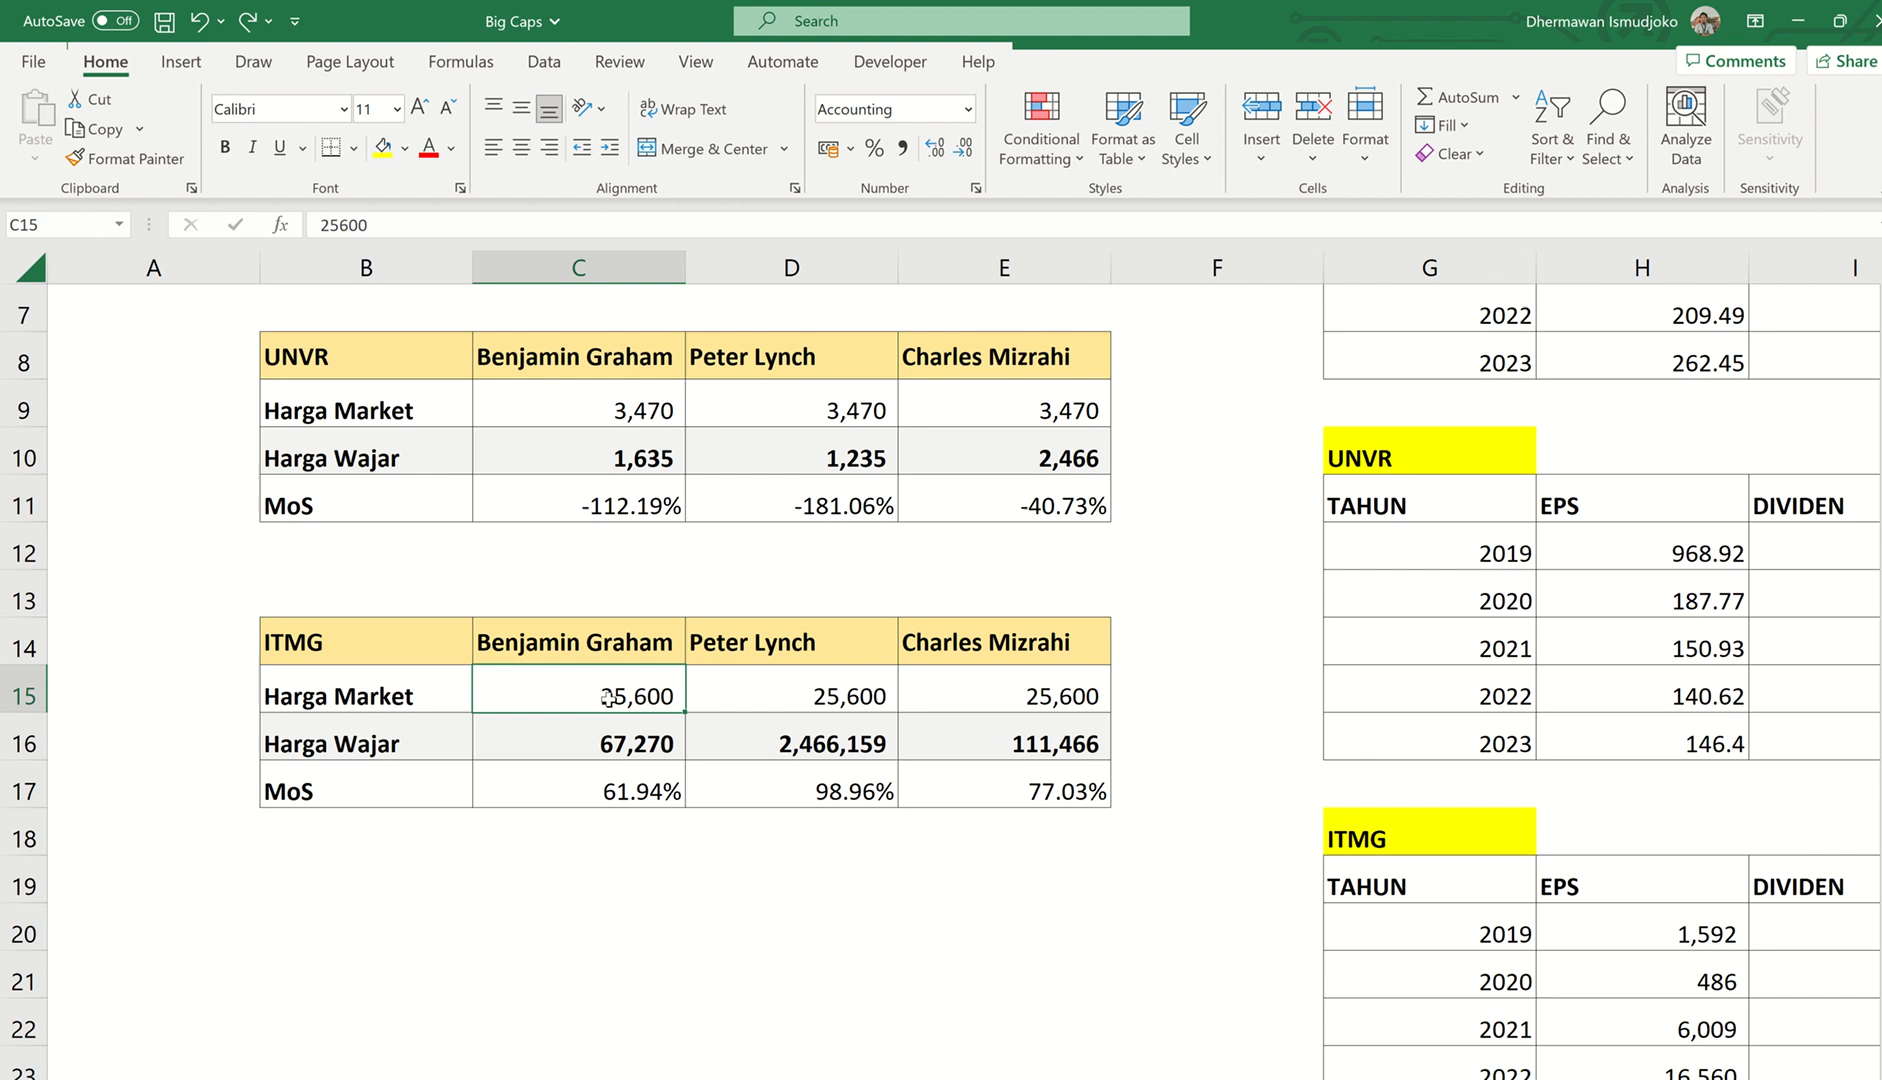 AutoSave Off Big Caps Search Dhermawan Ismudjoko
File Home Insert Draw Page Layout Formulas Data Review View Automate Developer Help Comments Share
Paste Cut Copy Format Painter
Calibri 11 B I U
Wrap Text Merge & Center
Accounting
Conditional Formatting Format as Table Cell Styles
Insert Delete Format
AutoSum Fill Clear Sort & Filter Find & Select
Analyze Data Sensitivity
Clipboard Font Alignment Number Styles Cells Editing Analysis Sensitivity
C15 fx 25600
A B C D E F G H I
7 2022 209.49
8 UNVR Benjamin Graham Peter Lynch Charles Mizrahi 2023 262.45
9 Harga Market 3,470 3,470 3,470
10 Harga Wajar 1,635 1,235 2,466 UNVR
11 MoS -112.19% -181.06% -40.73% TAHUN EPS DIVIDEN
12 2019 968.92
13 2020 187.77
14 ITMG Benjamin Graham Peter Lynch Charles Mizrahi 2021 150.93
15 Harga Market 25,600 25,600 25,600 2022 140.62
16 Harga Wajar 67,270 2,466,159 111,466 2023 146.4
17 MoS 61.94% 98.96% 77.03%
18 ITMG
19 TAHUN EPS DIVIDEN
20 2019 1,592
21 2020 486
22 2021 6,009
23 2022 16,560